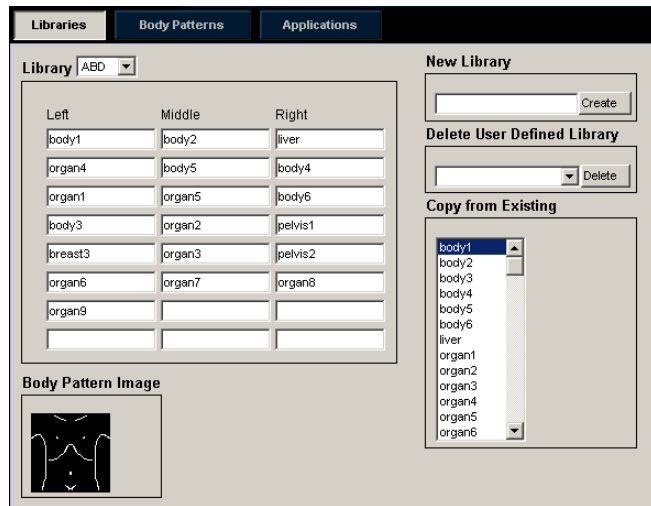 Libraries Body Patterns Applications
Library ABD
Left Middle Right
body1 body2 liver
organ4 body5 body4
organ1 organ5 body6
body3 organ2 pelvis1
breast3 organ3 pelvis2
organ6 organ7 organ8
organ9
Body Pattern Image
New Library
Create
Delete User Defined Library
Delete
Copy from Existing
body1
body2
body3
body4
body5
body6
liver
organ1
organ2
organ3
organ4
organ5
organ6